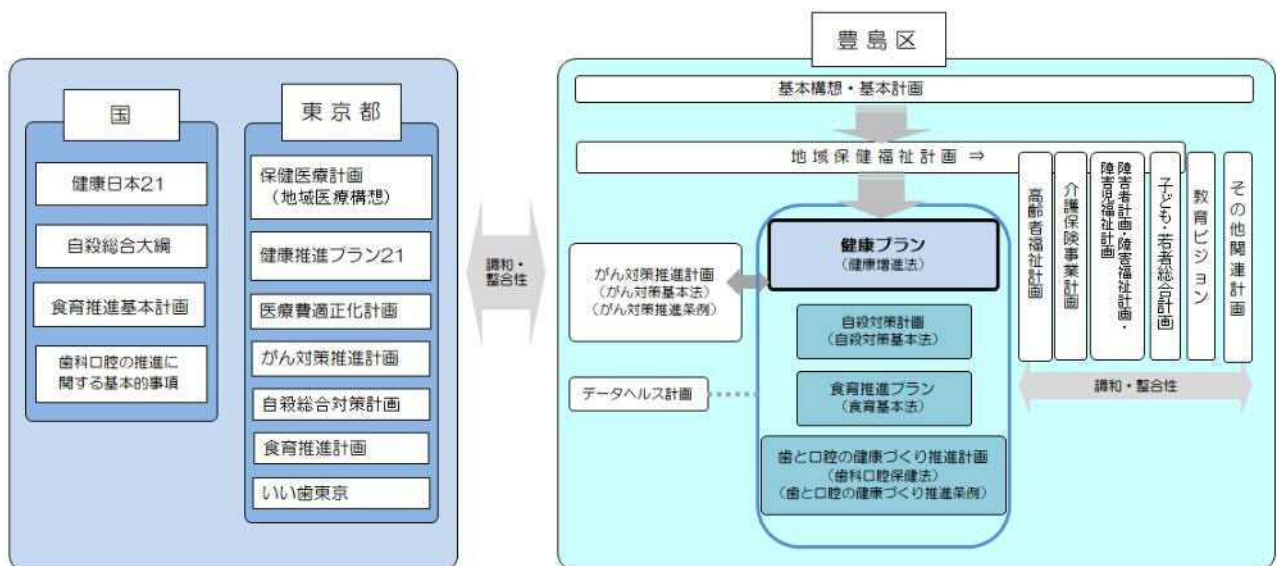 国
健康日本21
自殺総合大綱
食育推進基本計画
歯科口腔の推進に
関する基本的事項
東京都
保健医療計画
（地域医療構想）
健康推進プラン21
医療費適正化計画
がん対策推進計画
自殺総合対策計画
食育推進計画
いい歯東京
調和・
整合性
豊島区
基本構想・基本計画
地域保健福祉計画 ⇒
健康プラン
（健康増進法）
がん対策推進計画
（がん対策基本法）
（がん対策推進条例）
自殺対策計画
（自殺対策基本法）
データヘルス計画
食育推進プラン
（食育基本法）
歯と口腔の健康づくり推進計画
（歯科口腔保健法）
（歯と口腔の健康づくり推進条例）
高齢者福祉計画
介護保険事業計画
障害者計画・障害福祉計画・
障害児福祉計画
子ども・若者総合計画
教育ビジョン
その他関連計画
調和・整合性